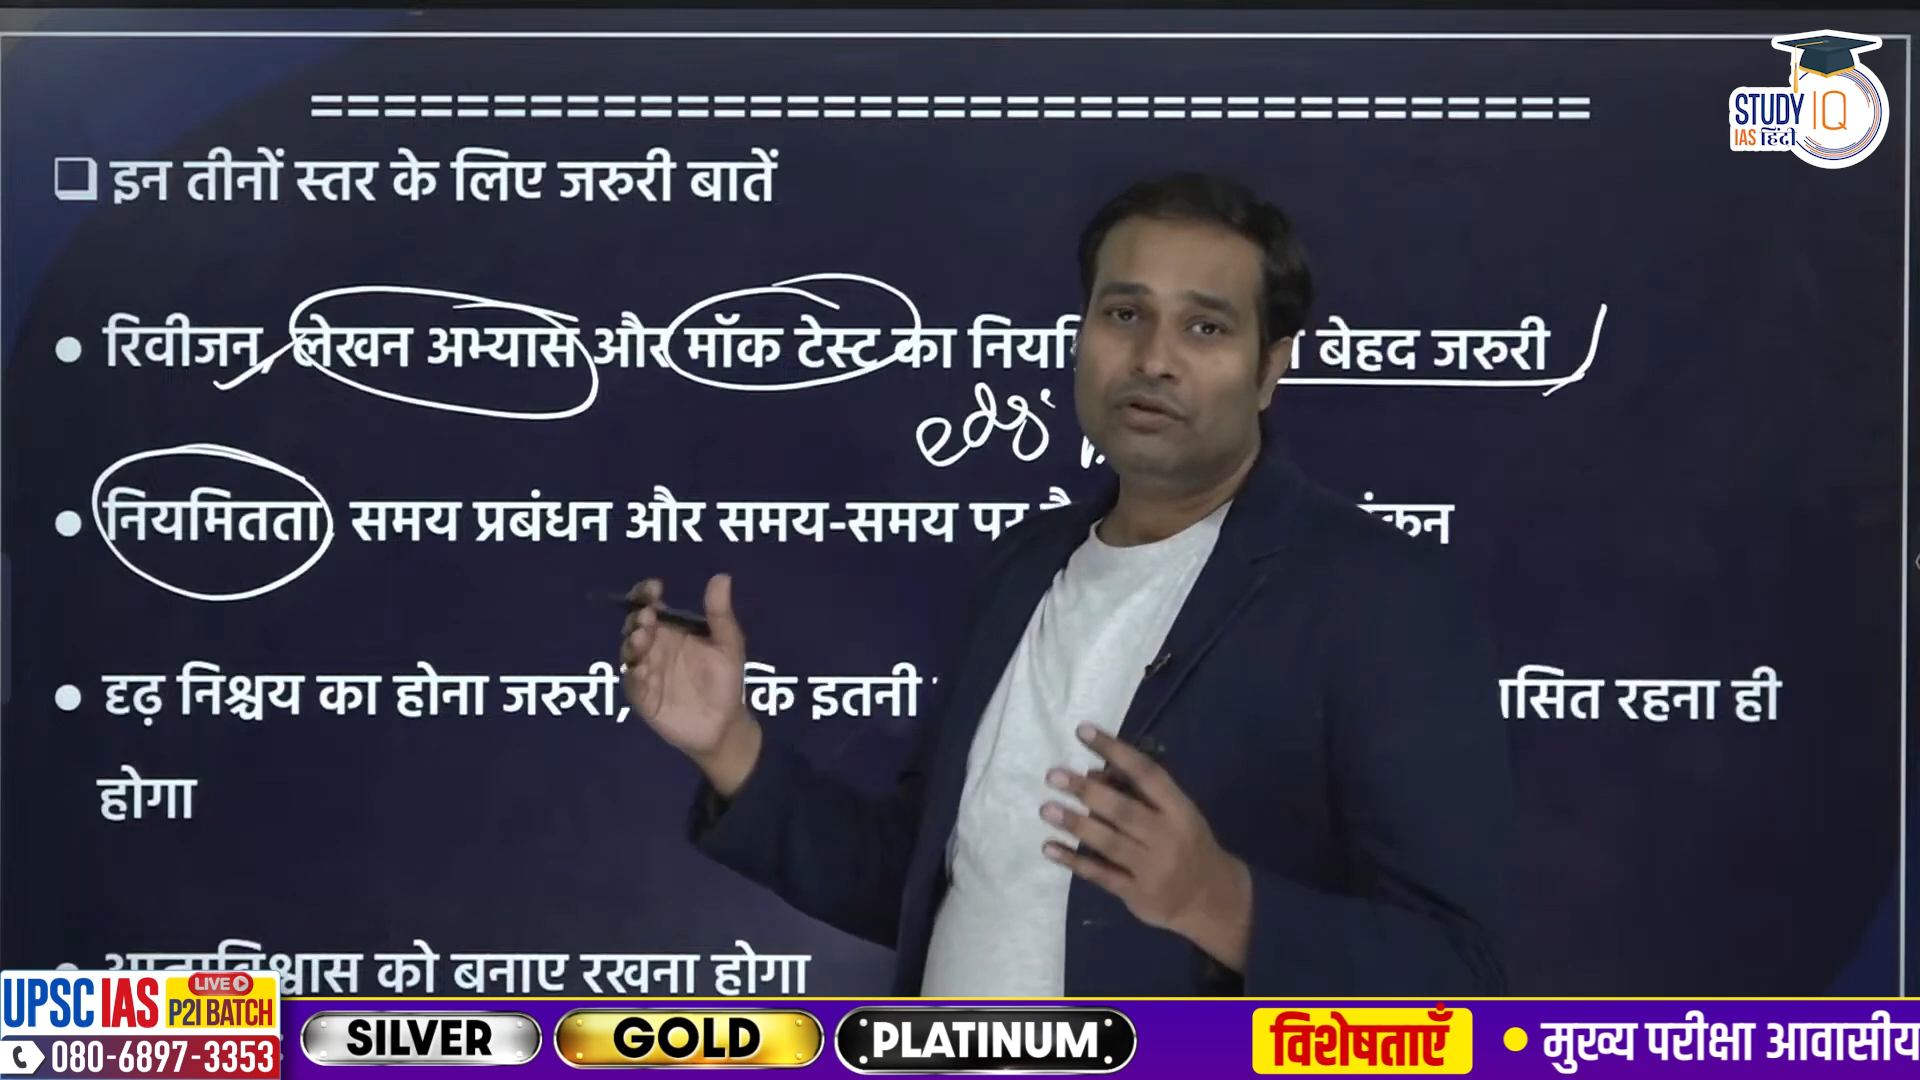 ==================================
STUDY IQ
IAS हिंदी
❑ इन तीनों स्तर के लिए जरुरी बातें
• रिवीजन, लेखन अभ्यास और मॉक टेस्ट का बेहद जरुरी
• नियमितता, समय प्रबंधन और समय-समय पर
• दृढ़ निश्चय का होना जरुरी, इतनी रहना ही
होगा
को बनाए रखना होगा
UPSC IAS LIVE P2I BATCH
080-6897-3353
SILVER GOLD PLATINUM विशेषताएँ • मुख्य परीक्षा आवासीय